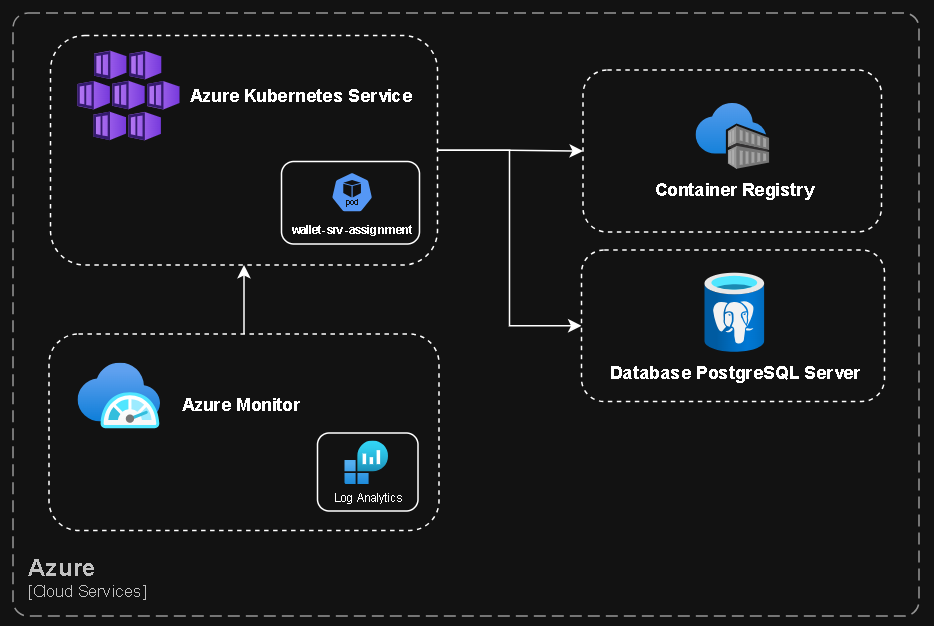 Azure Kubernetes Service
pod
wallet-srv-assignment
Container Registry
Database PostgreSQL Server
Azure Monitor
Log Analytics
Azure
[Cloud Services]